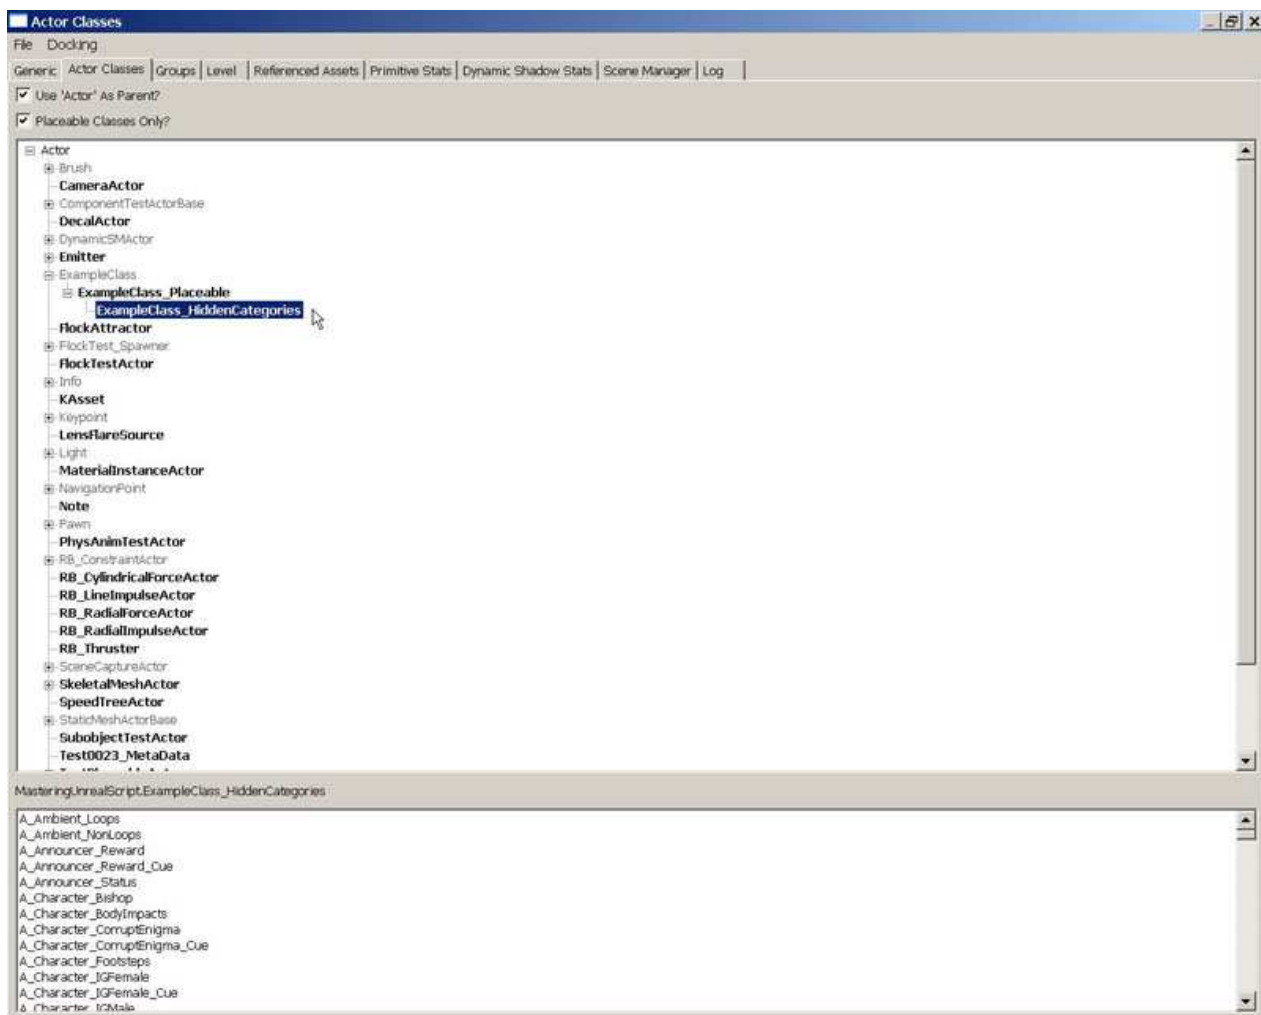 Actor Classes
File Docking
Generic Actor Classes Groups Level Referenced Assets Primitive Stats Dynamic Shadow Stats Scene Manager Log
Use 'Actor' As Parent?
Placeable Classes Only?
Actor
Brush
CameraActor
ComponentTestActorBase
DecalActor
DynamicSMActor
Emitter
ExampleClass
ExampleClass_Placeable
ExampleClass_HiddenCategories
FlockAttractor
FlockTest_Spawner
FlockTestActor
Info
KAsset
Keypoint
LensFlareSource
Light
MaterialInstanceActor
NavigationPoint
Note
Pawn
PhysAnimTestActor
RB_ConstraintActor
RB_CylindricalForceActor
RB_LineImpulseActor
RB_RadialForceActor
RB_RadialImpulseActor
RB_Thruster
SceneCaptureActor
SkeletalMeshActor
SpeedTreeActor
StaticMeshActorBase
SubobjectTestActor
Test0023_MetaData
MasteringUnrealScript.ExampleClass_HiddenCategories
A_Ambient_Loops
A_Ambient_NonLoops
A_Announcer_Reward
A_Announcer_Reward_Cue
A_Announcer_Status
A_Character_Bishop
A_Character_BodyImpacts
A_Character_CorruptEnigma
A_Character_CorruptEnigma_Cue
A_Character_Footsteps
A_Character_IGFemale
A_Character_IGFemale_Cue
A_Character_IGMale